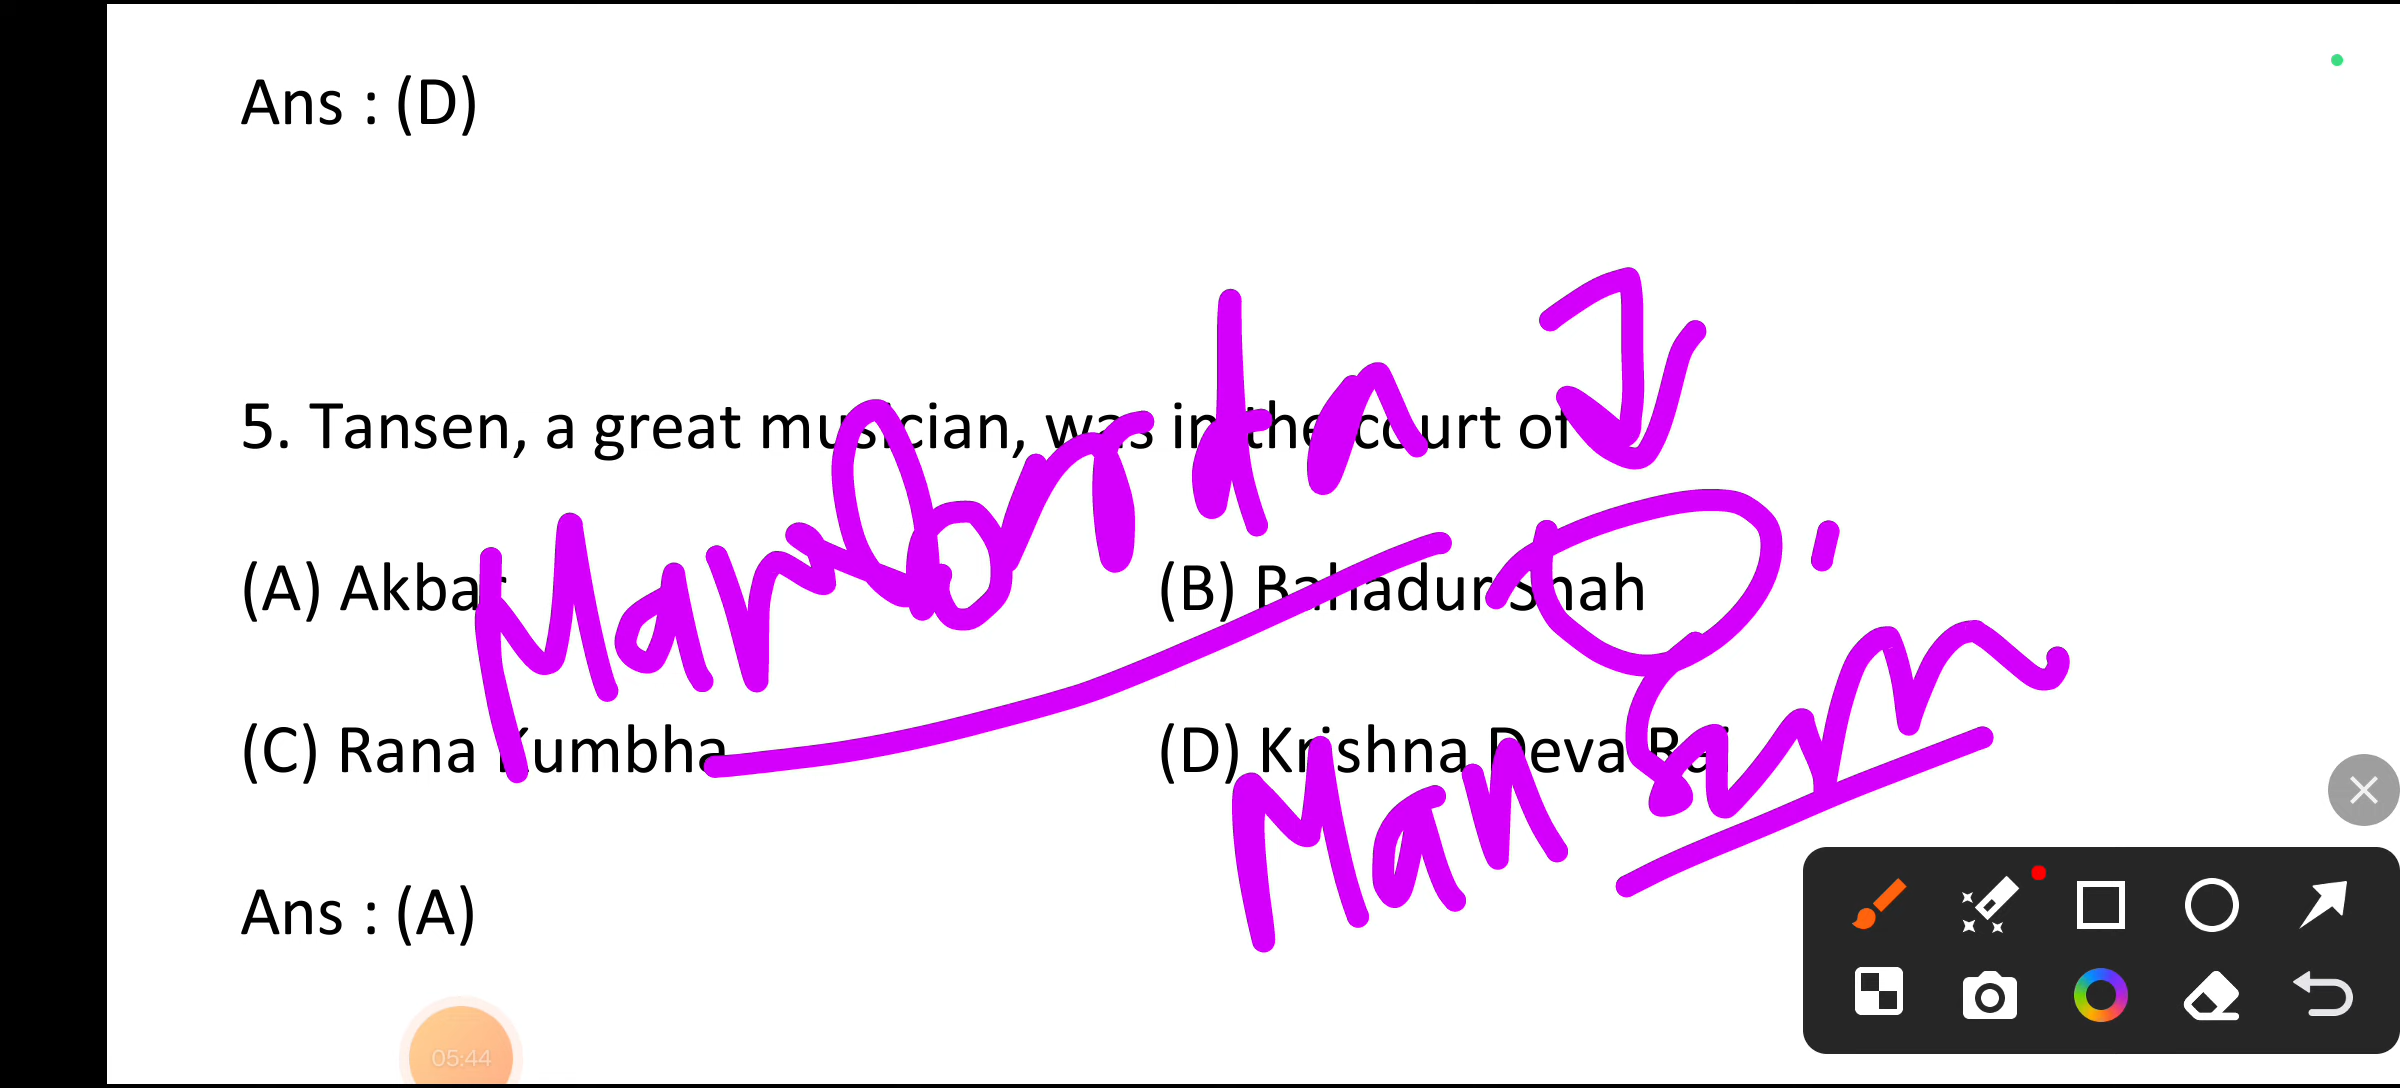 Ans : (D)
5. Tansen, a great musician, was in the court of
(A) Akbar (B) Bahadur Shah
(C) Rana Kumbha (D) Krishna Deva Rai
Ans : (A)
Man
05:44